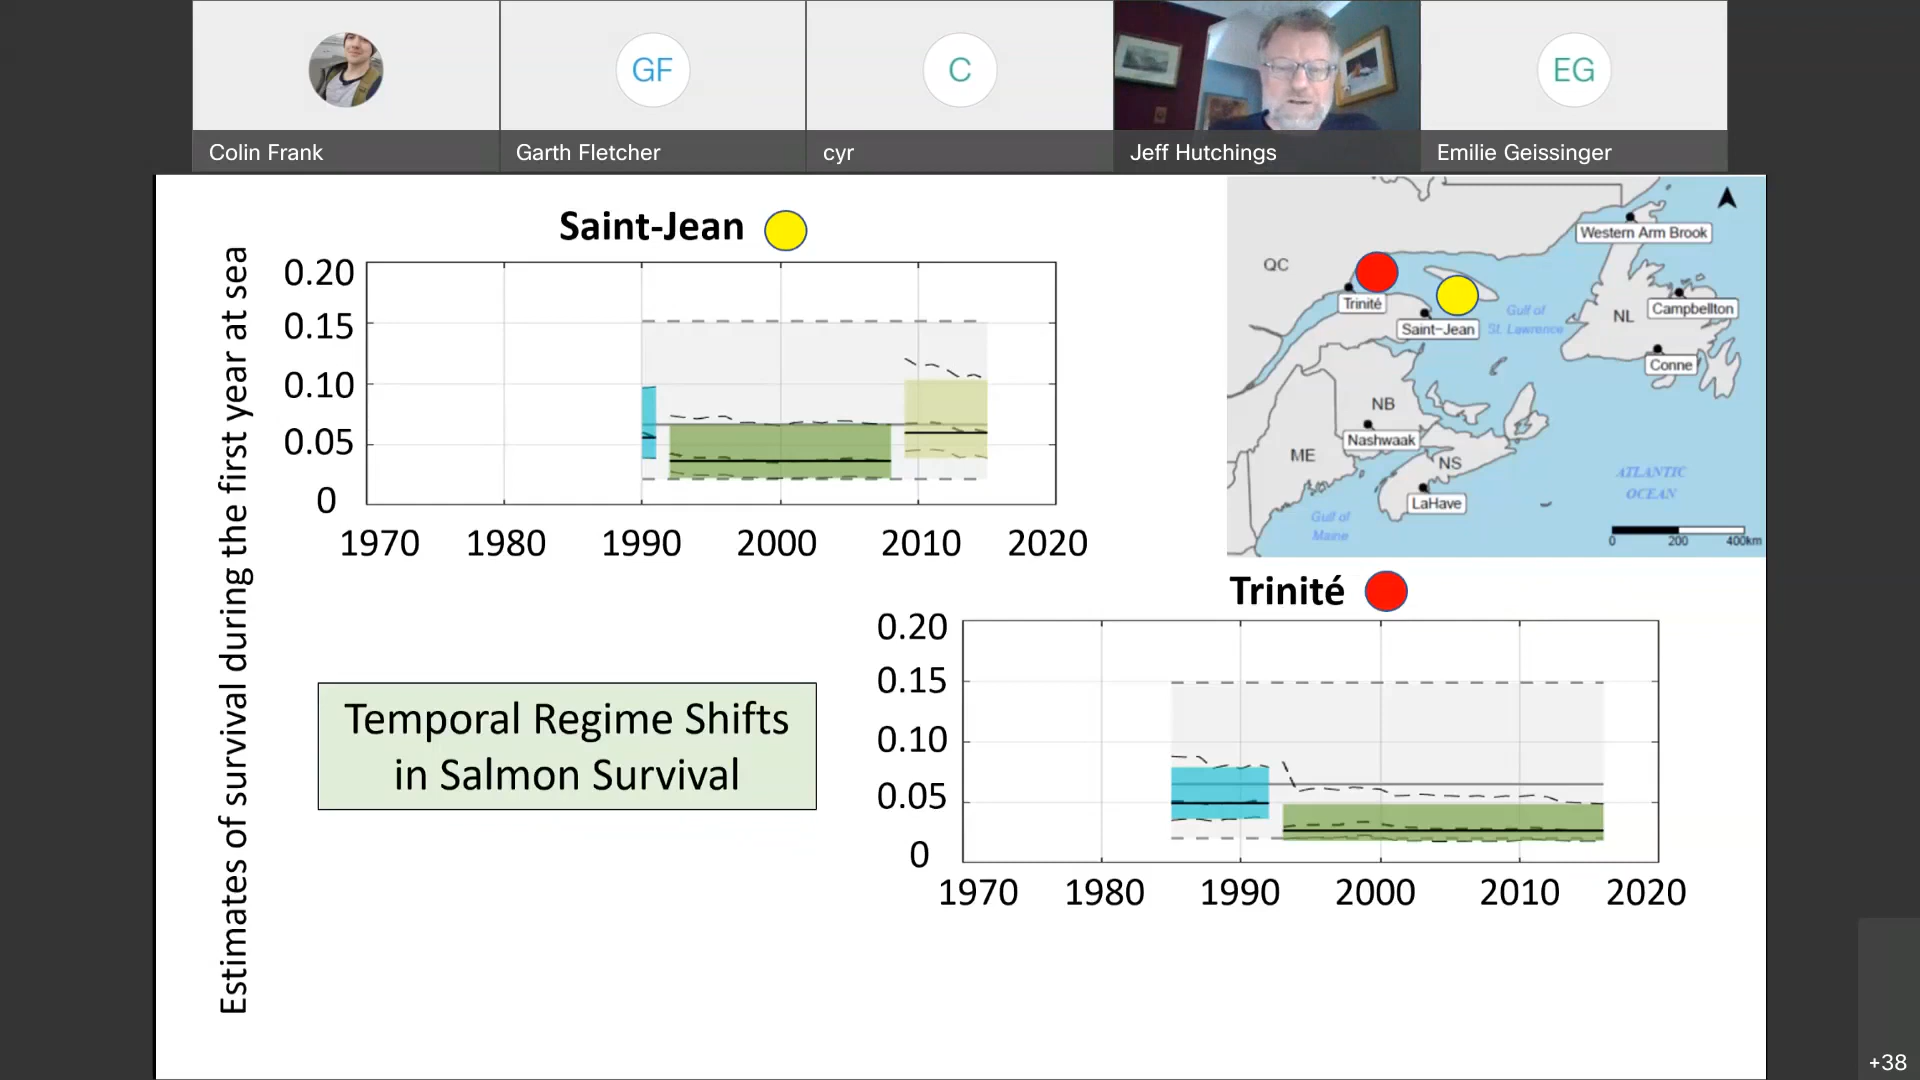 GF
C
EG
Colin Frank
Garth Fletcher
cyr
Jeff Hutchings
Emilie Geissinger
Estimates of survival during the first year at sea
Saint-Jean
0.20
0.15
0.10
0.05
0
1970 1980 1990 2000 2010 2020
Western Arm Brook
QC
Trinité
Saint-Jean
Gulf of
St. Lawrence
NL
Campbellton
Conne
NB
Nashwaak
ME
NS
LaHave
ATLANTIC
OCEAN
Gulf of
Maine
0 200 400km
Temporal Regime Shifts
in Salmon Survival
Trinité
0.20
0.15
0.10
0.05
0
1970 1980 1990 2000 2010 2020
+38